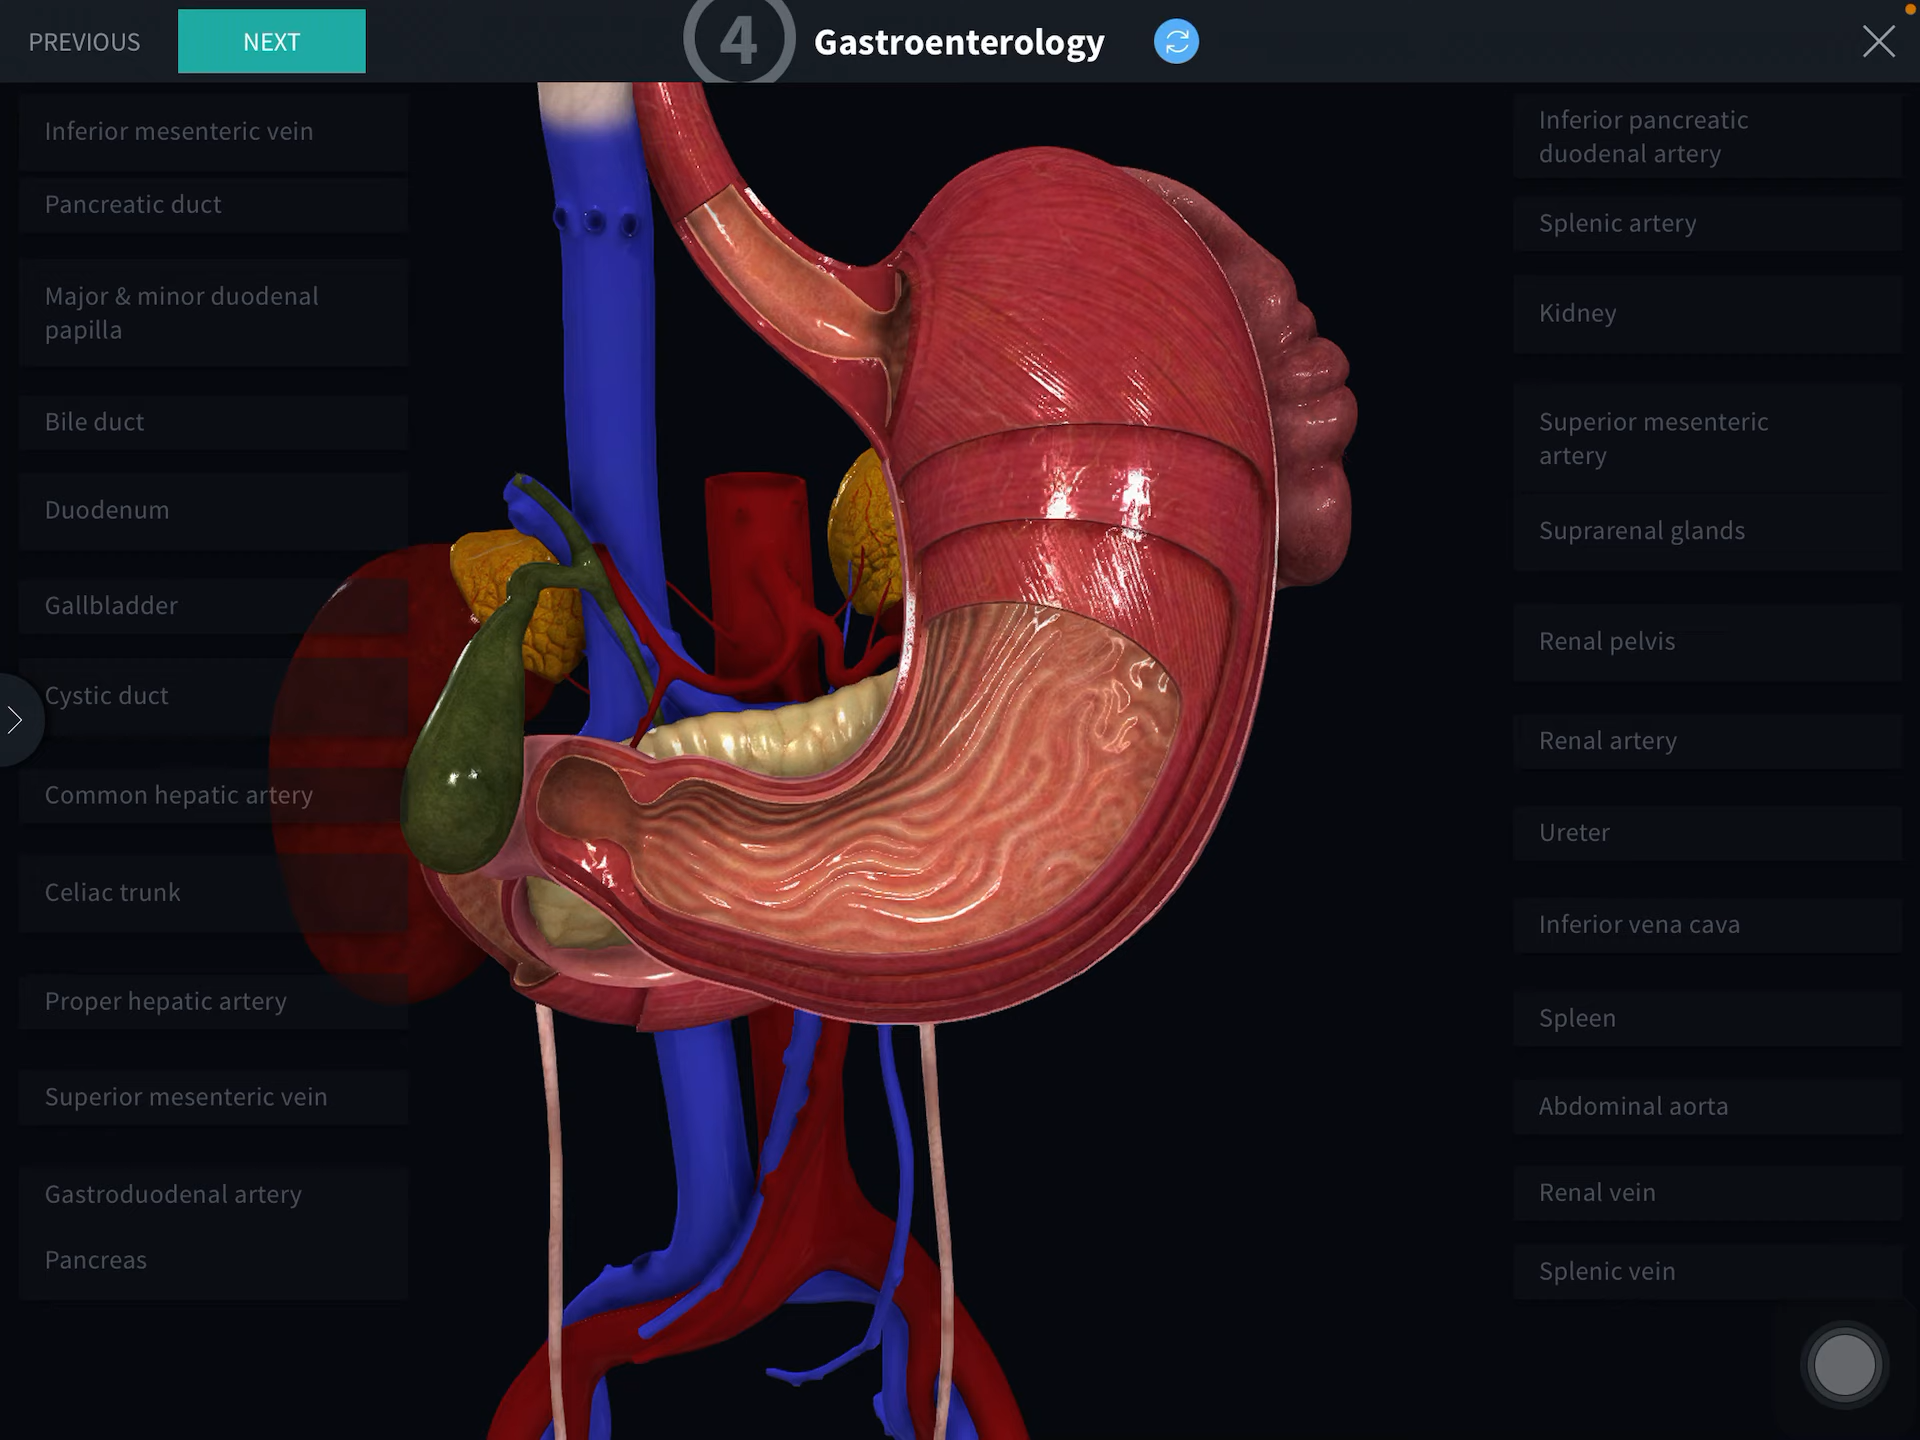 PREVIOUS
NEXT
4
Gastroenterology
Inferior mesenteric vein
Pancreatic duct
Major & minor duodenal
papilla
Bile duct
Duodenum
Gallbladder
Cystic duct
Common hepatic artery
Celiac trunk
Proper hepatic artery
Superior mesenteric vein
Gastroduodenal artery
Pancreas
Inferior pancreatic
duodenal artery
Splenic artery
Kidney
Superior mesenteric
artery
Suprarenal glands
Renal pelvis
Renal artery
Ureter
Inferior vena cava
Spleen
Abdominal aorta
Renal vein
Splenic vein